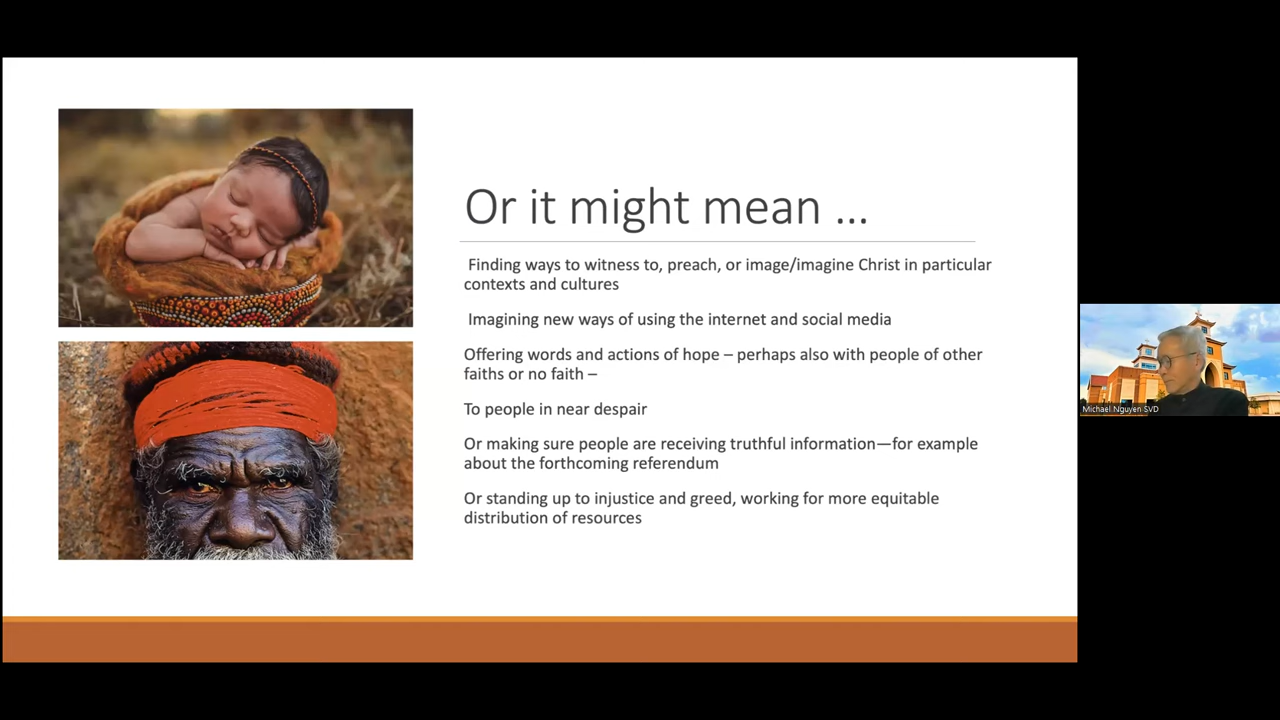 Or it might mean ...
Finding ways to witness to, preach, or image/imagine Christ in particular
contexts and cultures
Imagining new ways of using the internet and social media
Offering words and actions of hope – perhaps also with people of other
faiths or no faith –
To people in near despair
Or making sure people are receiving truthful information—for example
about the forthcoming referendum
Or standing up to injustice and greed, working for more equitable
distribution of resources
Michael Nguyen SVD